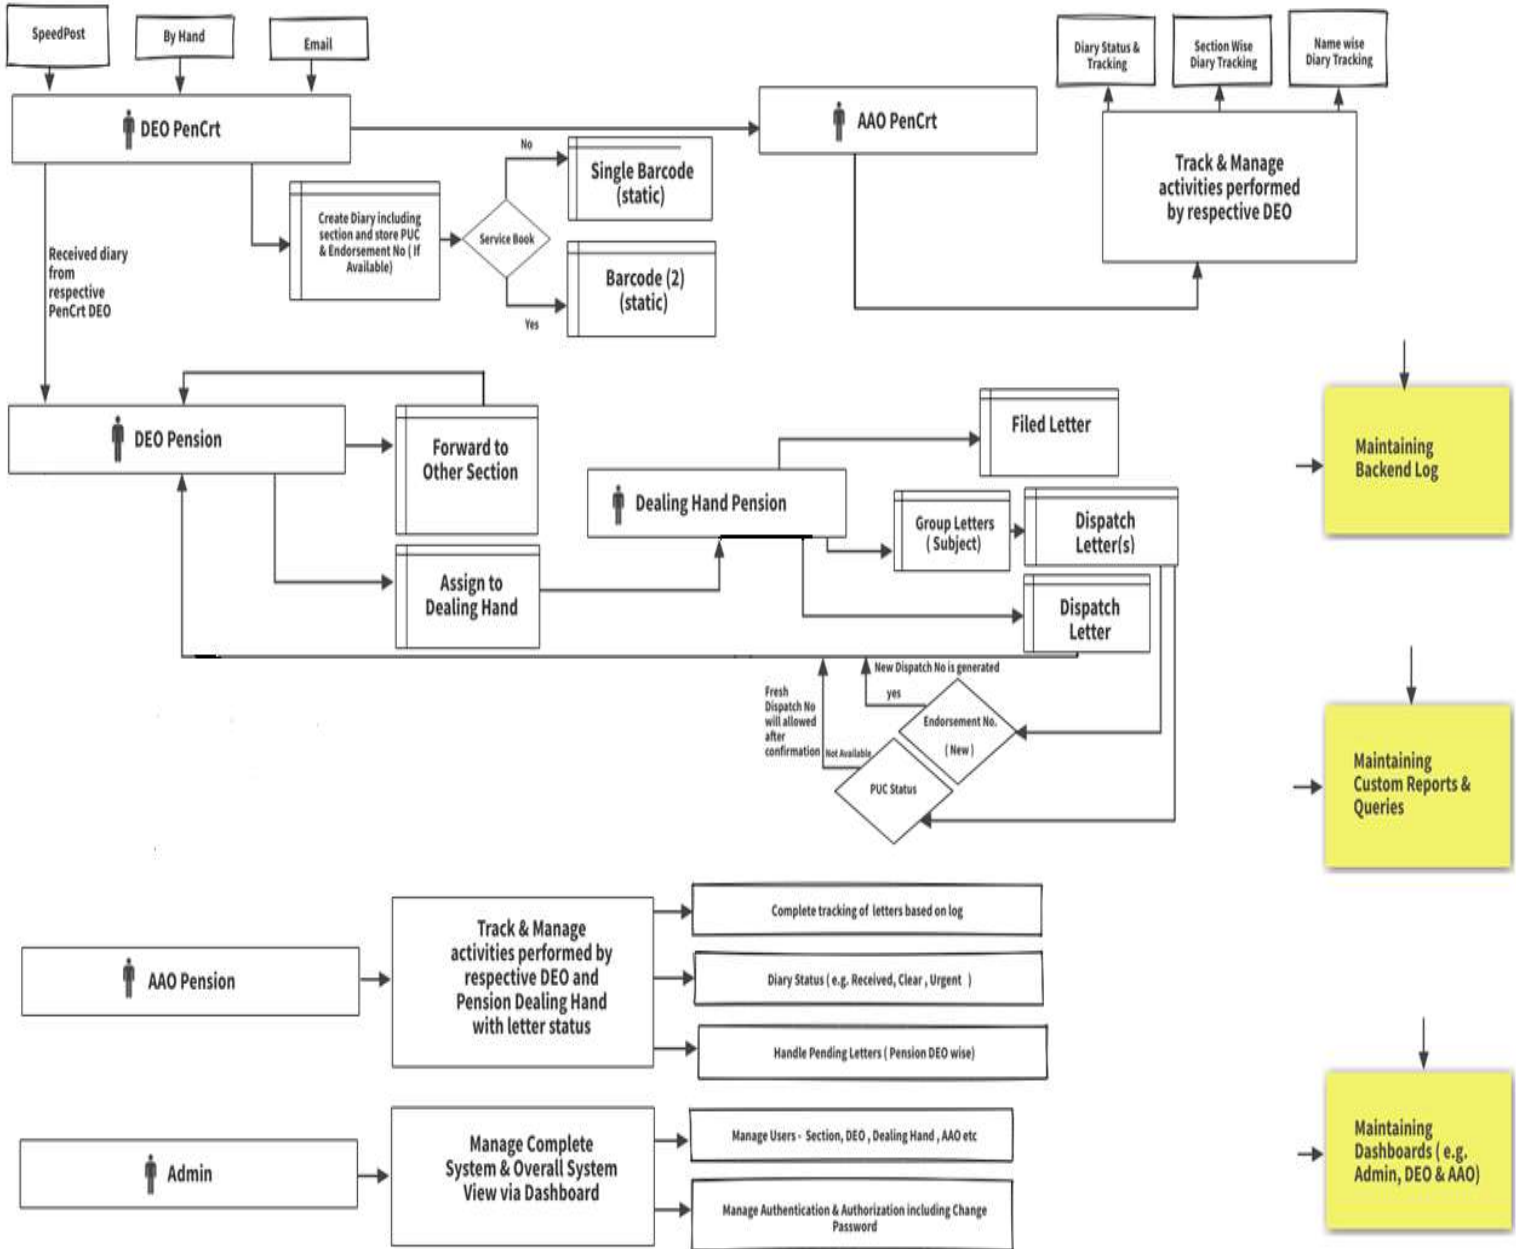 SpeedPost
By Hand
Email
Diary Status &
Tracking
Section Wise
Diary Tracking
Name wise
Diary Tracking
DEO PenCrt
AAO PenCrt
No
Single Barcode
(static)
Create Diary including
section and store PUC
& Endorsement No ( If
Available)
Service Book
Barcode (2)
(static)
Yes
Track & Manage
activities performed
by respective DEO
Received diary
from
respective
PenCrt DEO
DEO Pension
Forward to
Other Section
Assign to
Dealing Hand
Dealing Hand Pension
Filed Letter
Group Letters
( Subject)
Dispatch
Letter(s)
Dispatch
Letter
Maintaining
Backend Log
New Dispatch No is generated
yes
Fresh
Dispatch No
will allowed
after
confirmation
Not Available
Endorsement No.
( New )
PUC Status
Maintaining
Custom Reports &
Queries
AAO Pension
Track & Manage
activities performed by
respective DEO and
Pension Dealing Hand
with letter status
Complete tracking of letters based on log
Diary Status ( e.g. Received, Clear , Urgent )
Handle Pending Letters ( Pension DEO wise)
Admin
Manage Complete
System & Overall System
View via Dashboard
Manage Users - Section, DEO , Dealing Hand , AAO etc
Manage Authentication & Authorization including Change
Password
Maintaining
Dashboards ( e.g.
Admin, DEO & AAO)